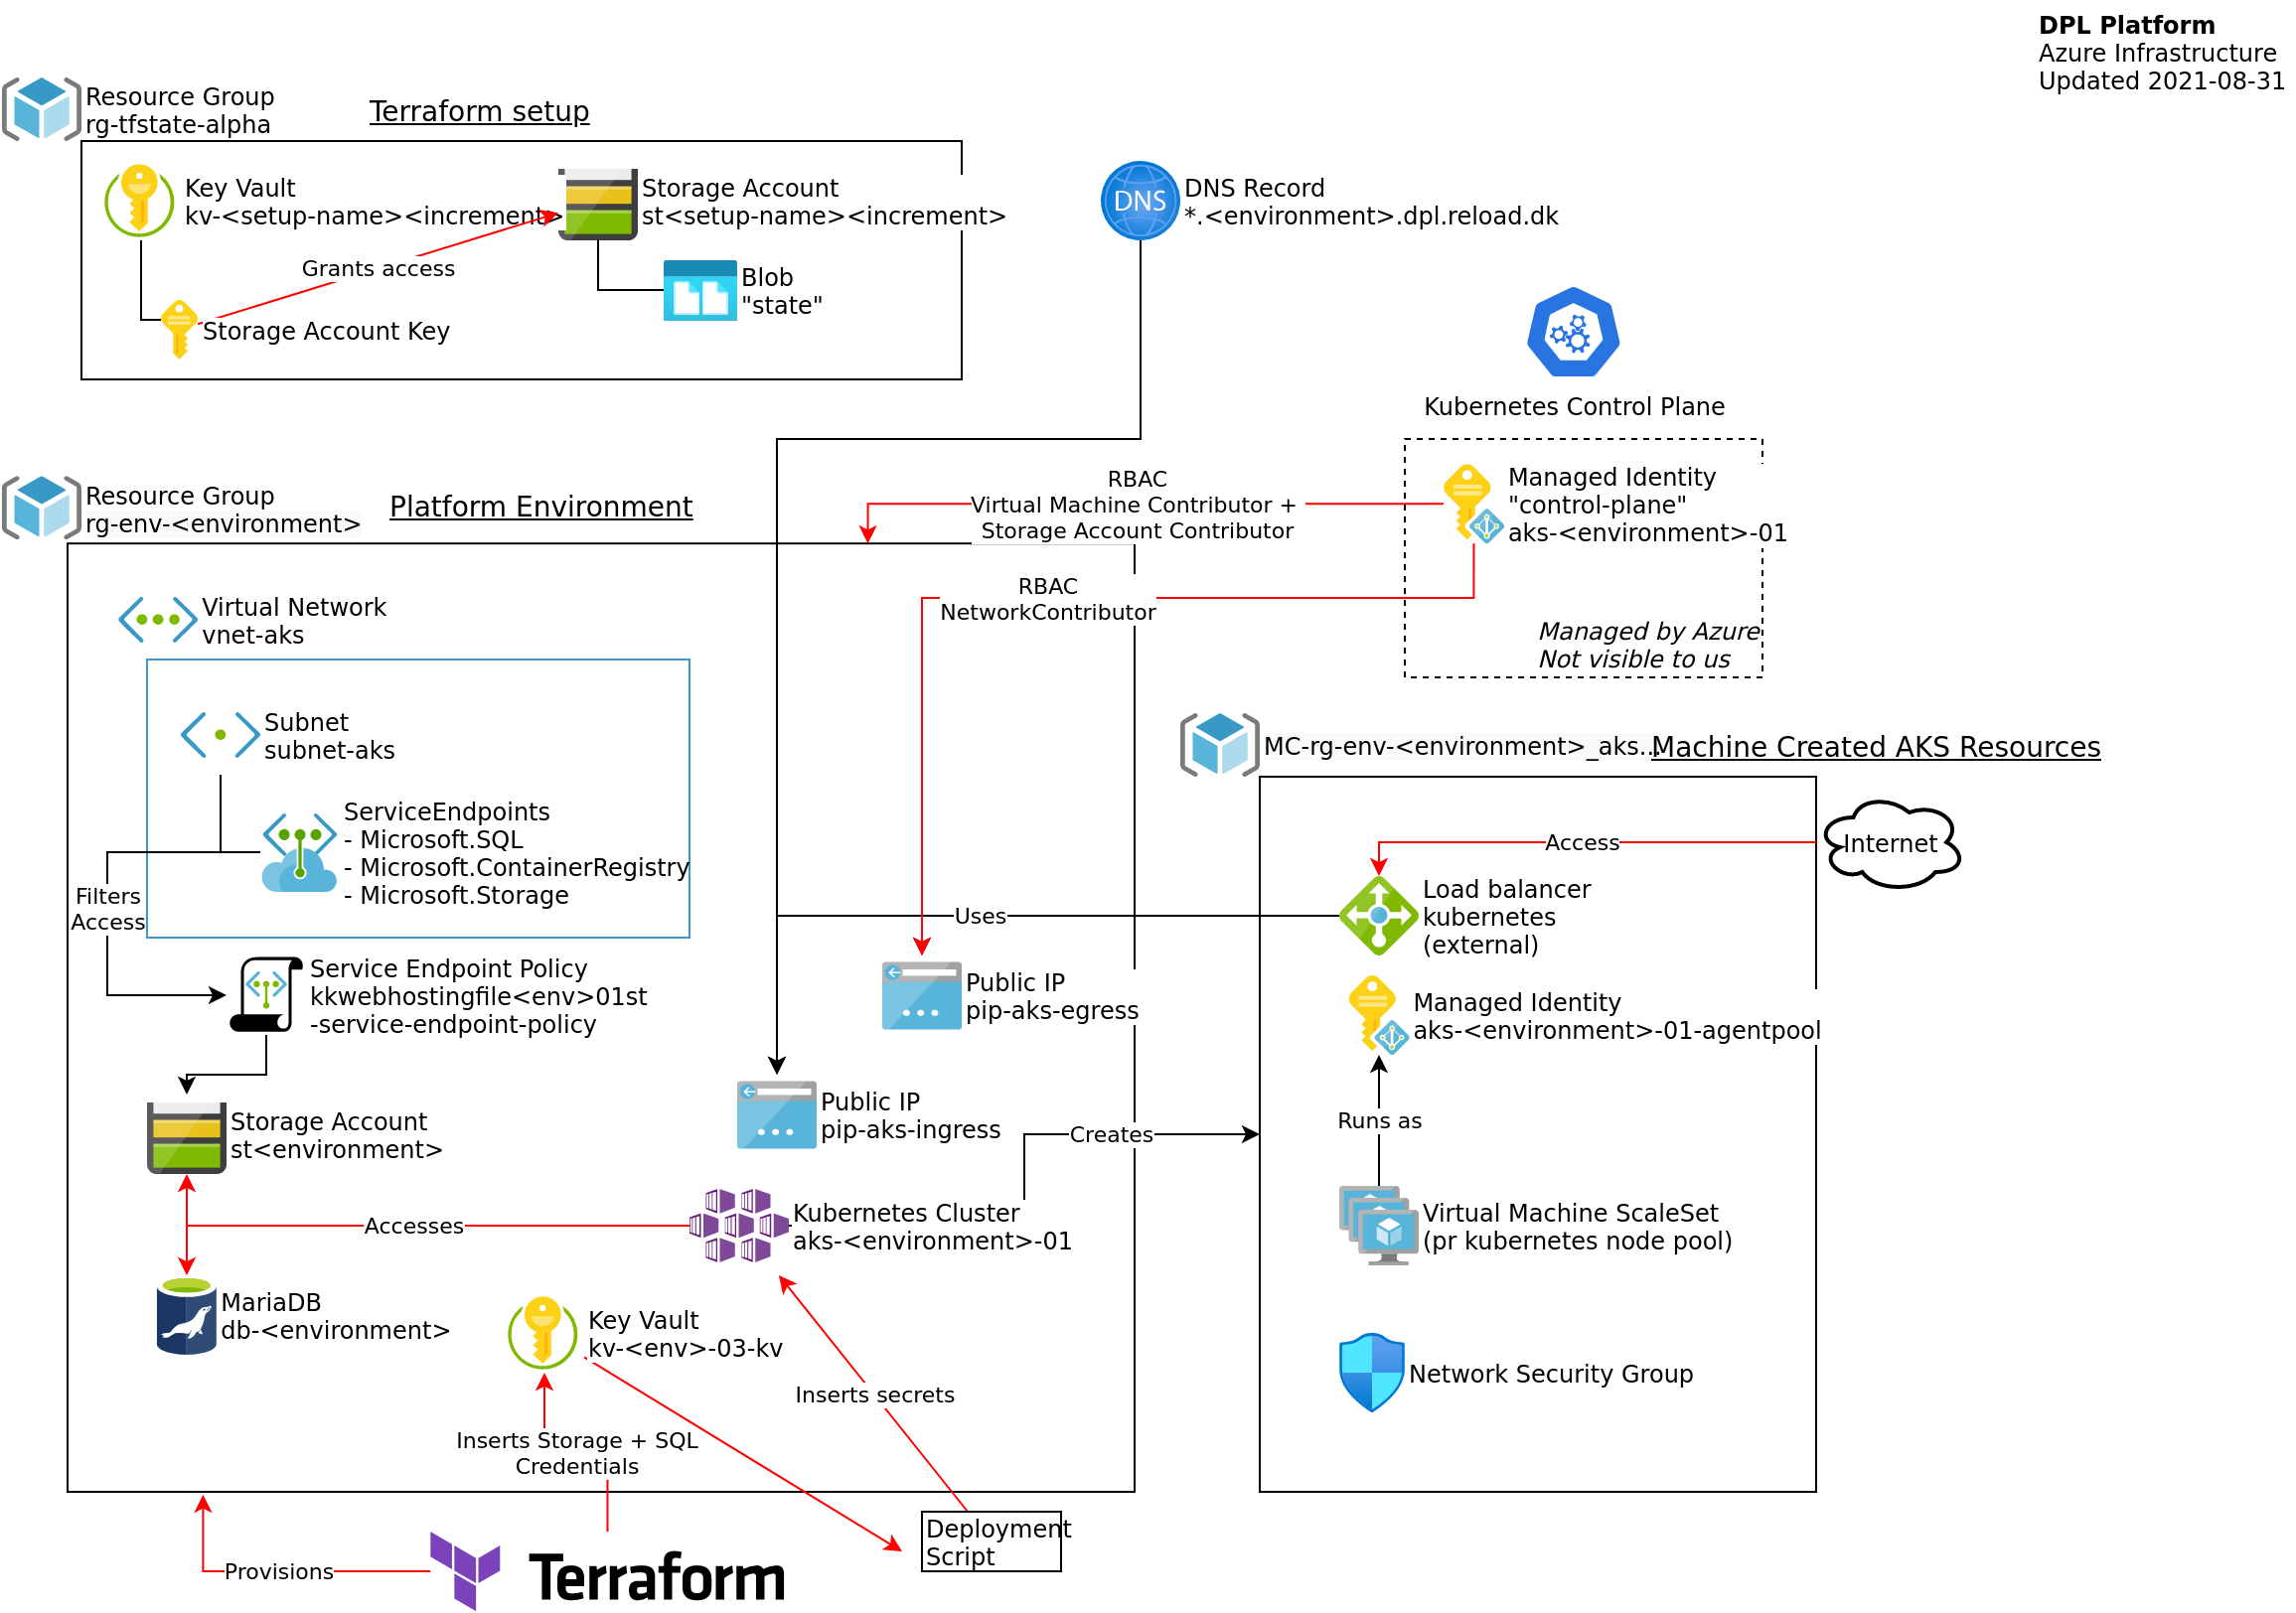 DPL Platform
Azure Infrastructure
Updated 2021-08-31
Resource Group
rg-tfstate-alpha
Terraform setup
Key Vault
kv-<setup-name><increment>
Storage Account
st<setup-name><increment>
Grants access
Blob
"state"
Storage Account Key
DNS
DNS Record
*.<environment>.dpl.reload.dk
Kubernetes Control Plane
Managed Identity
"control-plane"
aks-<environment>-01
Managed by Azure
Not visible to us
Resource Group
rg-env-<environment>
Platform Environment
RBAC
Virtual Machine Contributor +
Storage Account Contributor
RBAC
NetworkContributor
Virtual Network
vnet-aks
Subnet
subnet-aks
ServiceEndpoints
- Microsoft.SQL
- Microsoft.ContainerRegistry
- Microsoft.Storage
Filters
Access
Service Endpoint Policy
kkwebhostingfile<env>01st
-service-endpoint-policy
Storage Account
st<environment>
Accesses
MariaDB
db-<environment>
Uses
Public IP
pip-aks-egress
Public IP
pip-aks-ingress
Creates
Kubernetes Cluster
aks-<environment>-01
Key Vault
kv-<env>-03-kv
Inserts secrets
Inserts Storage + SQL
Credentials
Provisions
Terraform
Deployment
Script
MC-rg-env-<environment>_aks...
Machine Created AKS Resources
Internet
Access
Load balancer
kubernetes
(external)
Managed Identity
aks-<environment>-01-agentpool
Runs as
Virtual Machine ScaleSet
(pr kubernetes node pool)
Network Security Group